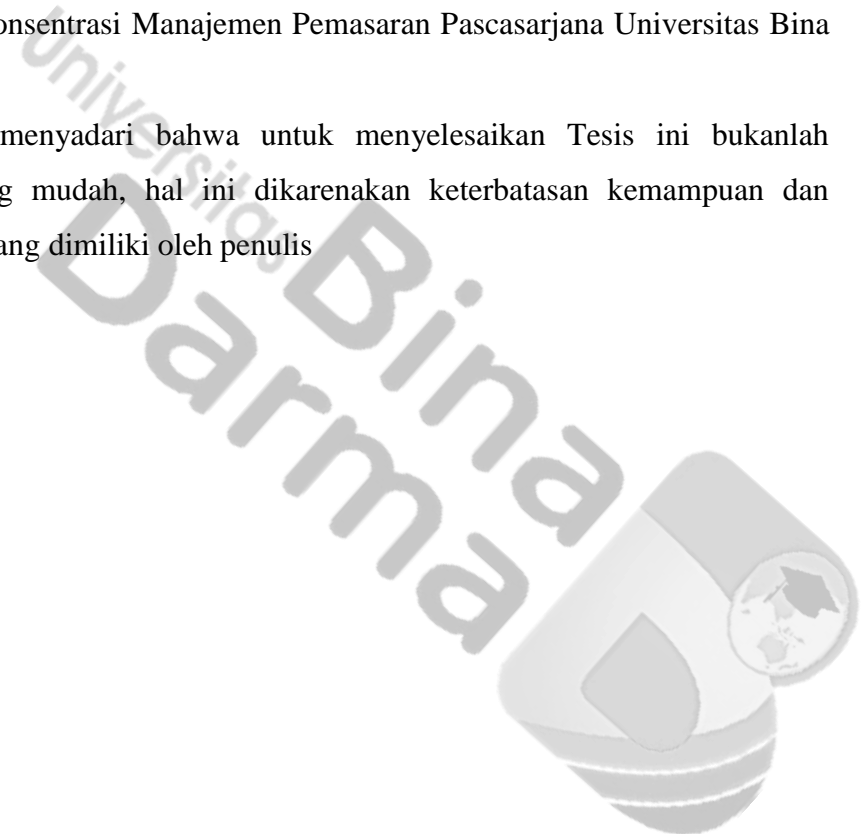 onsentrasi Manajemen Pemasaran Pascasarjana Universitas Bina
menyadari bahwa untuk menyelesaikan Tesis ini bukanlah
g mudah, hal ini dikarenakan keterbatasan kemampuan dan
ang dimiliki oleh penulis
Universitas
Bina
Darma